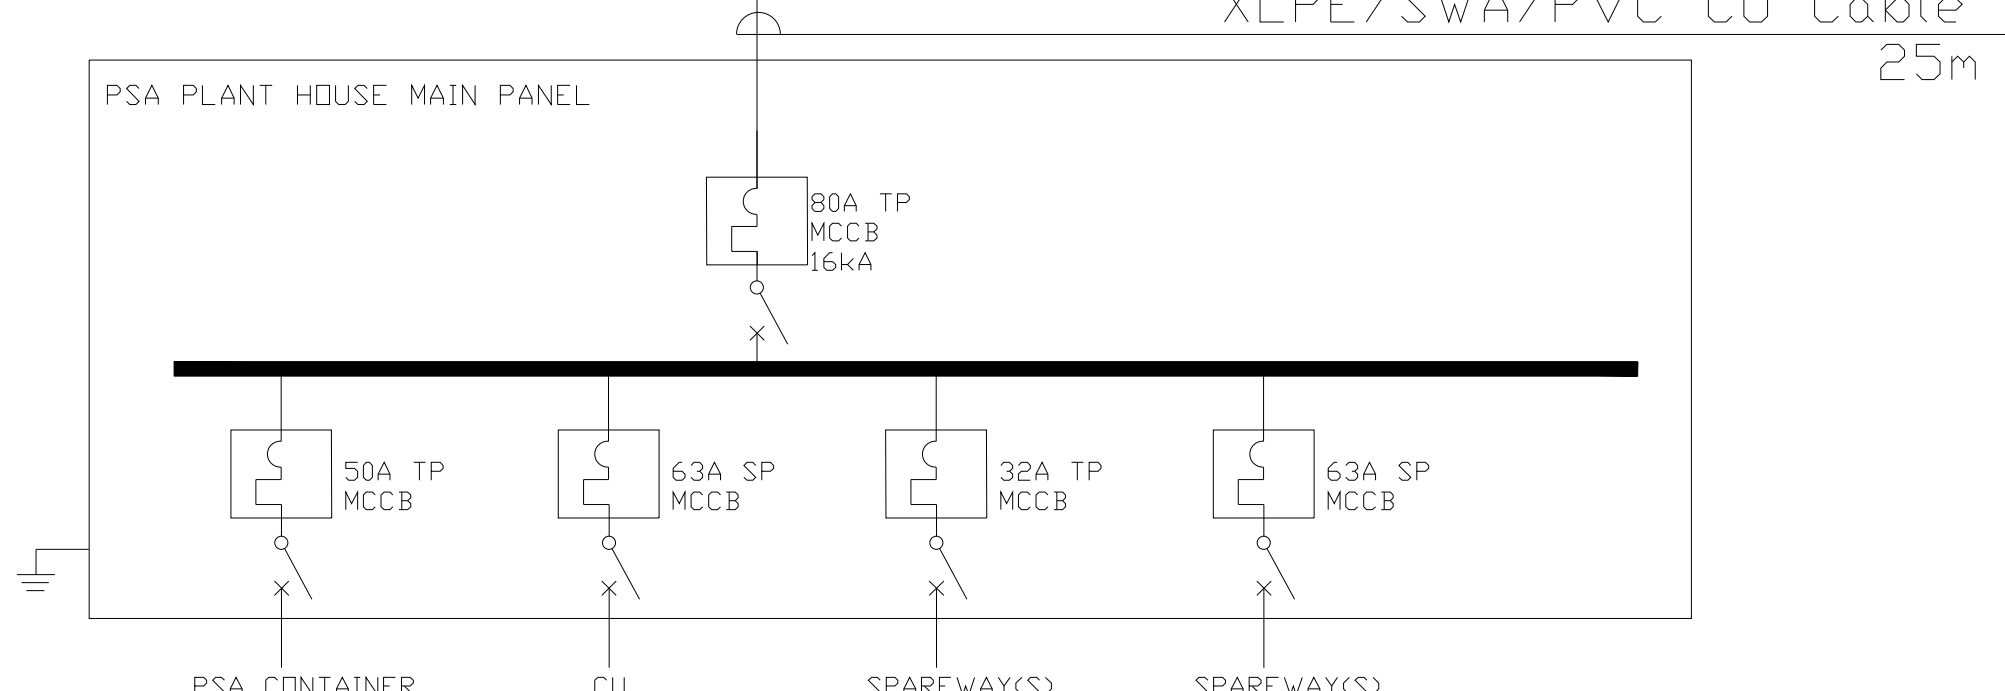 XLPE/SWA/PVC CU Cable
25m
PSA PLANT HOUSE MAIN PANEL
80A TP
MCCB
16kA
50A TP
MCCB
63A SP
MCCB
32A TP
MCCB
63A SP
MCCB
PSA CONTAINER
CU
SPAREWAY(S)
SPAREWAY(S)